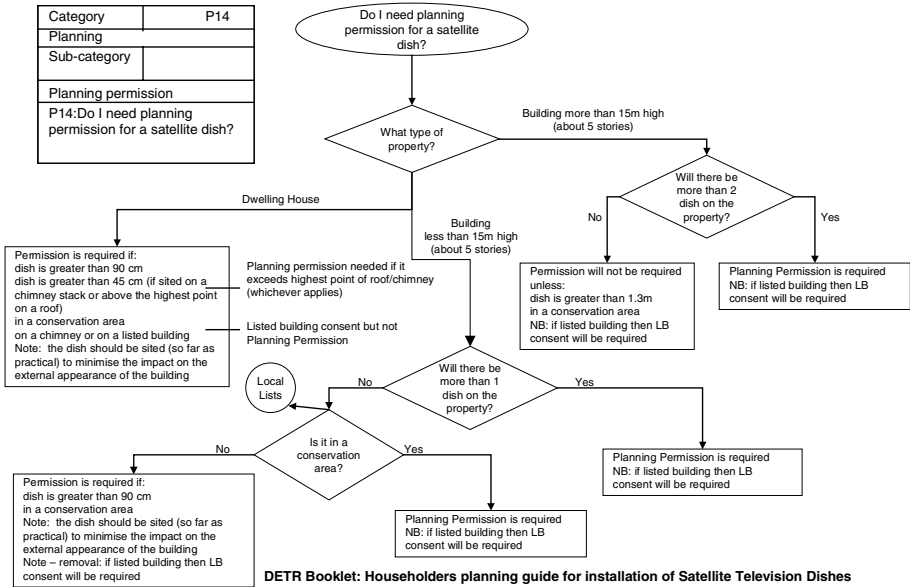 Category P14
Planning
Sub-category
Planning permission
P14:Do I need planning
permission for a satellite dish?
Do I need planning
permission for a satellite
dish?
What type of
property?
Building more than 15m high
(about 5 stories)
Will there be
more than 2
dish on the
property?
No
Yes
Dwelling House
Building
less than 15m high
(about 5 stories)
Permission is required if:
dish is greater than 90 cm
dish is greater than 45 cm (if sited on a
chimney stack or above the highest point
on a roof)
in a conservation area
on a chimney or on a listed building
Note: the dish should be sited (so far as
practical) to minimise the impact on the
external appearance of the building
Planning permission needed if it
exceeds highest point of roof/chimney
(whichever applies)
Listed building consent but not
Planning Permission
Permission will not be required
unless:
dish is greater than 1.3m
in a conservation area
NB: if listed building then LB
consent will be required
Planning Permission is required
NB: if listed building then LB
consent will be required
Local
Lists
No
Will there be
more than 1
dish on the
property?
Yes
No
Is it in a
conservation
area?
Yes
Planning Permission is required
NB: if listed building then LB
consent will be required
Permission is required if:
dish is greater than 90 cm
in a conservation area
Note: the dish should be sited (so far as
practical) to minimise the impact on the
external appearance of the building
Note – removal: if listed building then LB
consent will be required
Planning Permission is required
NB: if listed building then LB
consent will be required
DETR Booklet: Householders planning guide for installation of Satellite Television Dishes